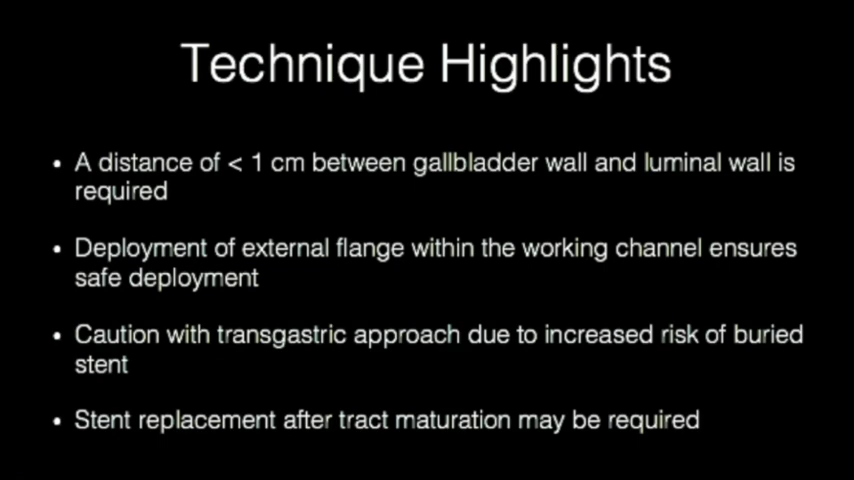 Technique Highlights
• A distance of < 1 cm between gallbladder wall and luminal wall is
required
• Deployment of external flange within the working channel ensures
safe deployment
• Caution with transgastric approach due to increased risk of buried
stent
• Stent replacement after tract maturation may be required